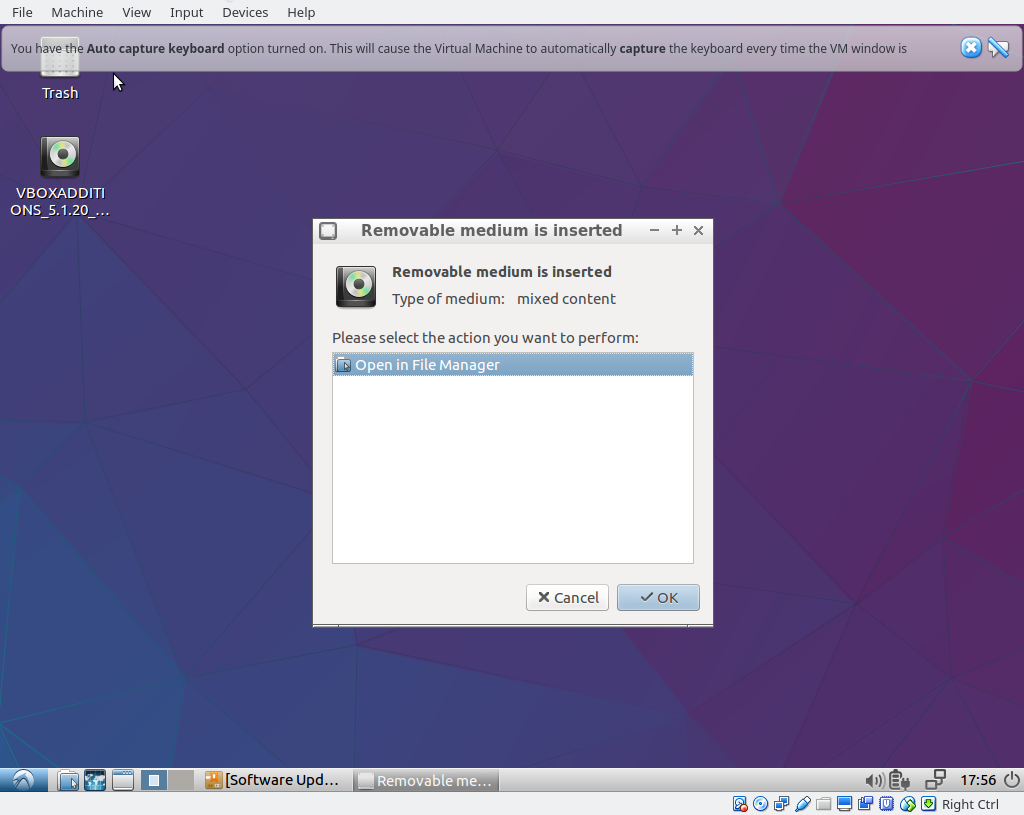 File Machine View Input Devices Help
You have the Auto capture keyboard option turned on. This will cause the Virtual Machine to automatically capture the keyboard every time the VM window is
Trash
VBOXADDITI
ONS_5.1.20_...
Removable medium is inserted
Removable medium is inserted
Type of medium: mixed content
Please select the action you want to perform:
Open in File Manager
Cancel OK
[Software Upd... Removable me... 17:56
Right Ctrl